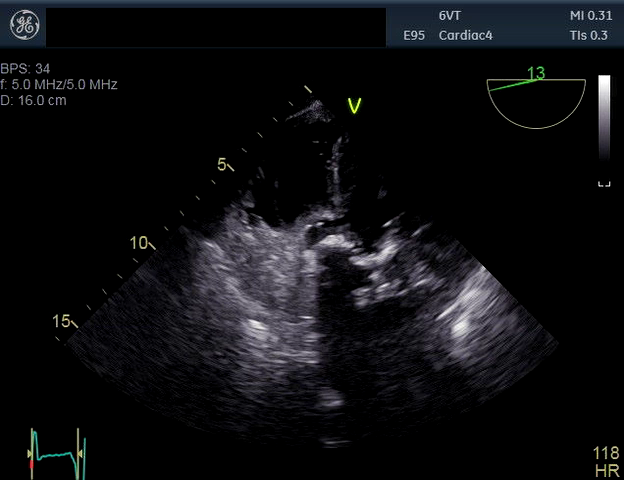 6VT MI 0.31
E95 Cardiac4 TIs 0.3
BPS: 34
f: 5.0 MHz/5.0 MHz
D: 16.0 cm
13
V
5
10
15
118
HR